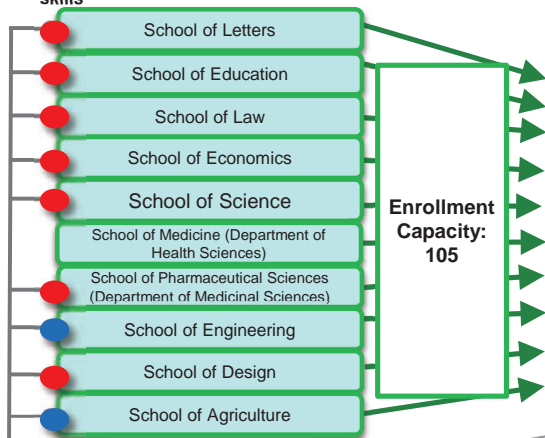 skills
School of Letters
School of Education
School of Law
School of Economics
School of Science
School of Medicine (Department of
Health Sciences)
School of Pharmaceutical Sciences
(Department of Medicinal Sciences)
School of Engineering
School of Design
School of Agriculture
Enrollment
Capacity:
105